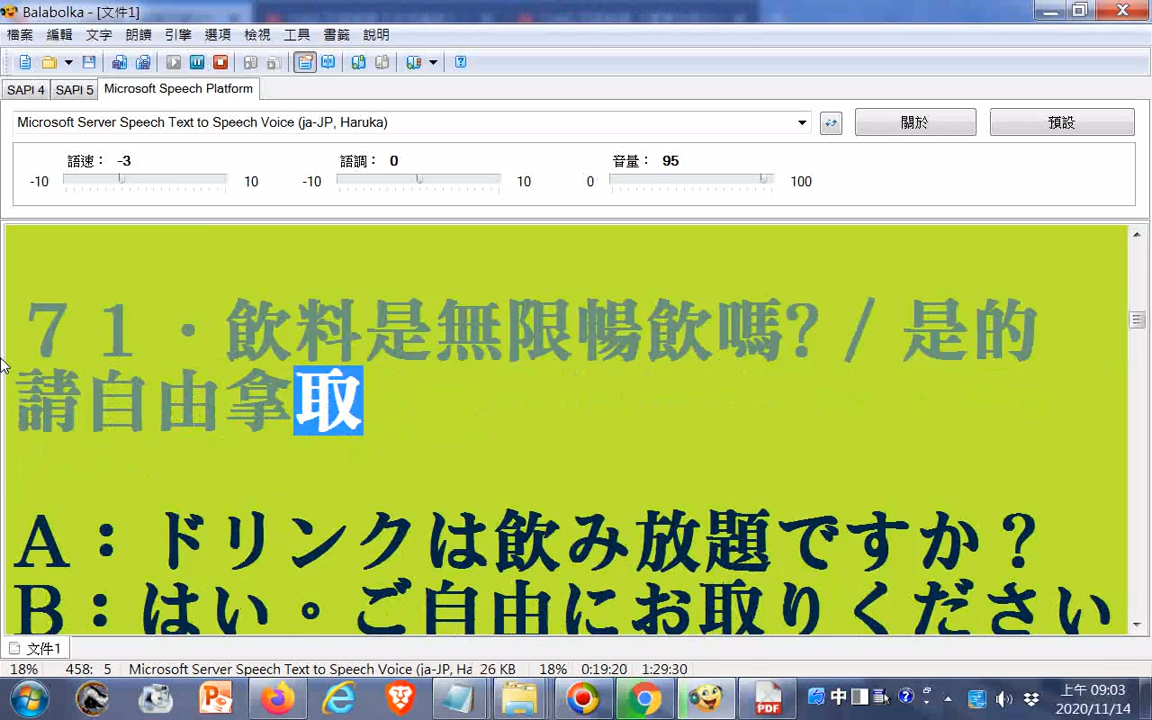 Balabolka - [文件1]
檔案 編輯 文字 朗讀 引擎 選項 檢視 工具 書籤 說明
SAPI 4 SAPI 5 Microsoft Speech Platform
Microsoft Server Speech Text to Speech Voice (ja-JP, Haruka) 關於 預設
語速： -3 語調： 0 音量： 95
-10 10 -10 10 0 100
７１・飲料是無限暢飲嗎?／是的
請自由拿取
A：ドリンクは飲み放題ですか？
B：はい。ご自由にお取りください
文件1
18% 458: 5 Microsoft Server Speech Text to Speech Voice (ja-JP, Ha 26 KB 18% 0:19:20 1:29:30
PDF 中 上午 09:03
2020/11/14